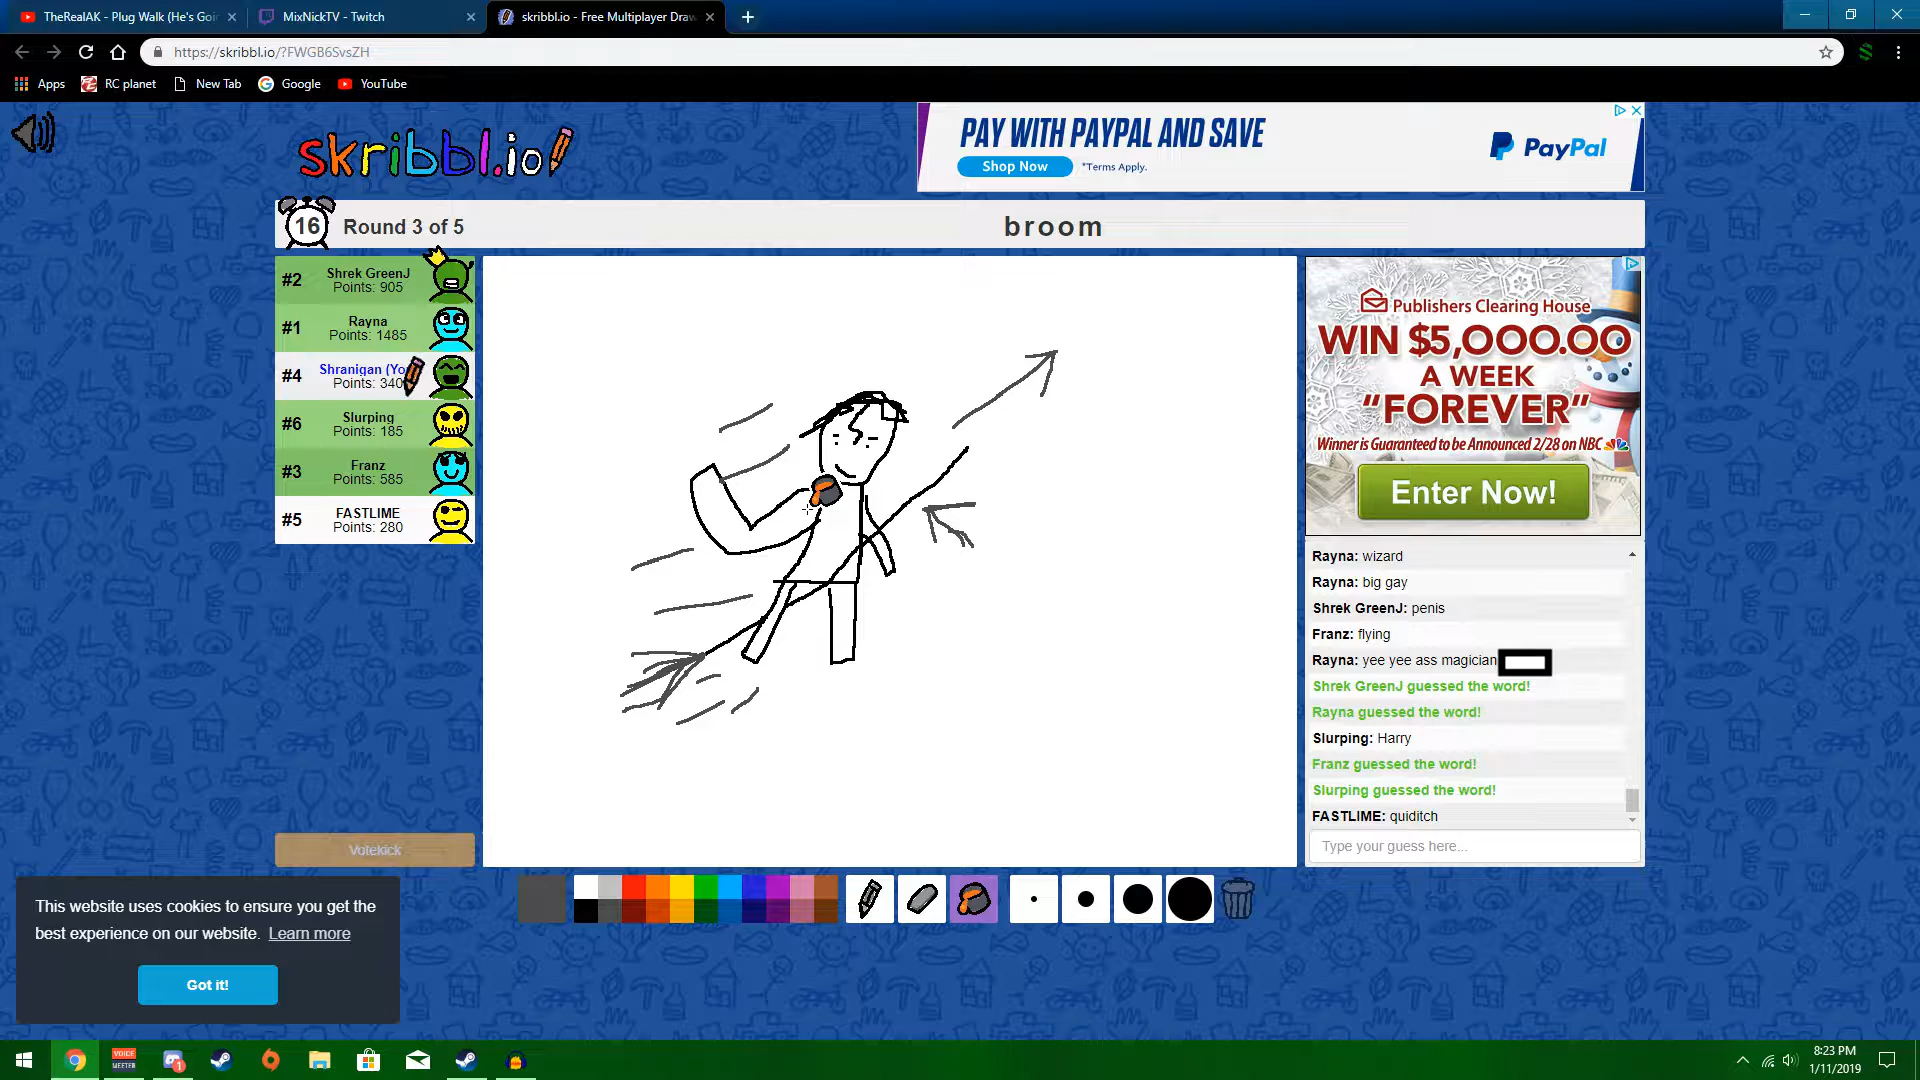 TheRealAK - Plug Walk (He's Goin
MixNickTV - Twitch
skribbl.io - Free Multiplayer Draw
https://skribbl.io/?FWGB6SvsZH
Apps
RC planet
New Tab
Google
YouTube
skribbl.io
PAY WITH PAYPAL AND SAVE
Shop Now
*Terms Apply.
PayPal
16
Round 3 of 5
broom
#2
Shrek GreenJ
Points: 905
#1
Rayna
Points: 1485
#4
Shranigan (Yo
Points: 340
#6
Slurping
Points: 185
#3
Franz
Points: 585
#5
FASTLIME
Points: 280
Publishers Clearing House
WIN $5,000.00
A WEEK
"FOREVER"
Winner is Guaranteed to be Announced 2/28 on NBC
Enter Now!
Rayna: wizard
Rayna: big gay
Shrek GreenJ: penis
Franz: flying
Rayna: yee yee ass magician
Shrek GreenJ guessed the word!
Rayna guessed the word!
Slurping: Harry
Franz guessed the word!
Slurping guessed the word!
FASTLIME: quiditch
Type your guess here...
Votekick
This website uses cookies to ensure you get the
best experience on our website. Learn more
Got it!
VOICE
MEETER
1
8:23 PM
1/11/2019